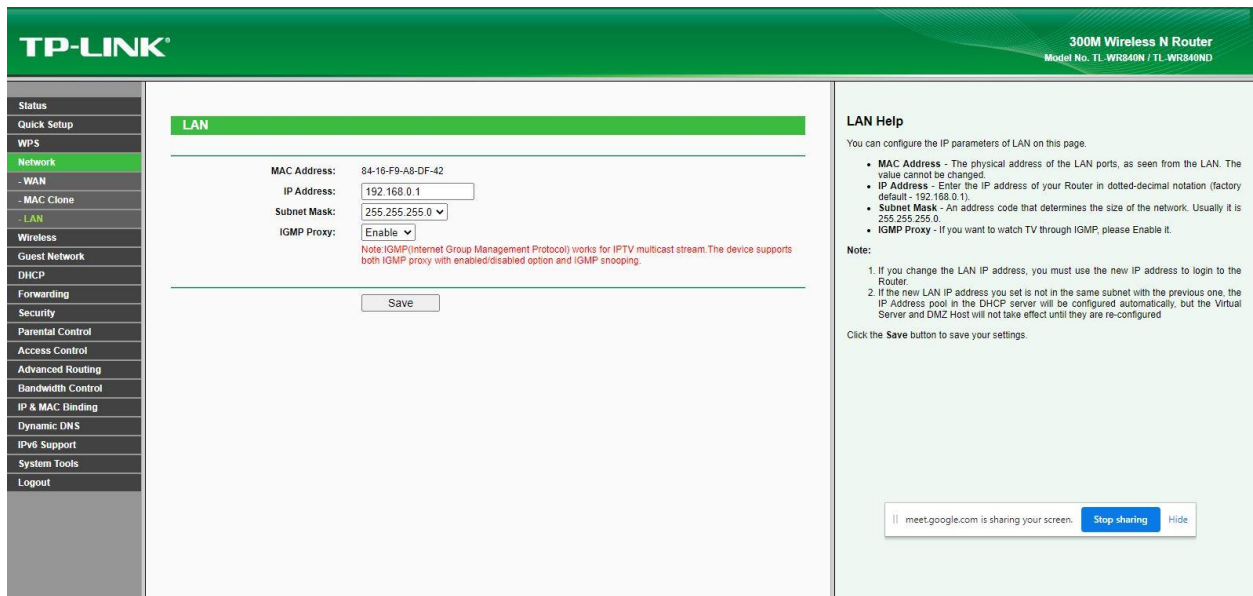 TP-LINK®
300M Wireless N Router
Model No. TL-WR840N / TL-WR840ND
Status
Quick Setup
WPS
Network
- WAN
- MAC Clone
- LAN
Wireless
Guest Network
DHCP
Forwarding
Security
Parental Control
Access Control
Advanced Routing
Bandwidth Control
IP & MAC Binding
Dynamic DNS
IPv6 Support
System Tools
Logout
LAN
MAC Address: 84-16-F9-A8-DF-42
IP Address: 192.168.0.1
Subnet Mask: 255.255.255.0
IGMP Proxy: Enable
Note:IGMP(Internet Group Management Protocol) works for IPTV multicast stream.The device supports
both IGMP proxy with enabled/disabled option and IGMP snooping.
Save
LAN Help
You can configure the IP parameters of LAN on this page.
• MAC Address - The physical address of the LAN ports, as seen from the LAN. The
value cannot be changed.
• IP Address - Enter the IP address of your Router in dotted-decimal notation (factory
default - 192.168.0.1).
• Subnet Mask - An address code that determines the size of the network. Usually it is
255.255.255.0.
• IGMP Proxy - If you want to watch TV through IGMP, please Enable it.
Note:
1. If you change the LAN IP address, you must use the new IP address to login to the
Router.
2. If the new LAN IP address you set is not in the same subnet with the previous one, the
IP Address pool in the DHCP server will be configured automatically, but the Virtual
Server and DMZ Host will not take effect until they are re-configured
Click the Save button to save your settings.
meet.google.com is sharing your screen. Stop sharing Hide